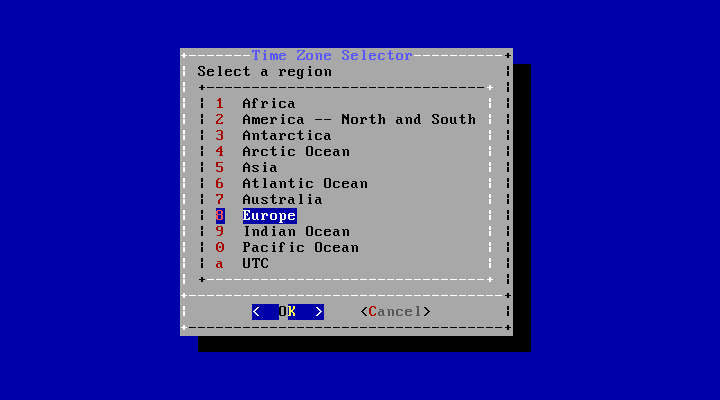 Time Zone Selector
Select a region
1 Africa
2 America -- North and South
3 Antarctica
4 Arctic Ocean
5 Asia
6 Atlantic Ocean
7 Australia
8 Europe
9 Indian Ocean
0 Pacific Ocean
a UTC
< OK > <Cancel>